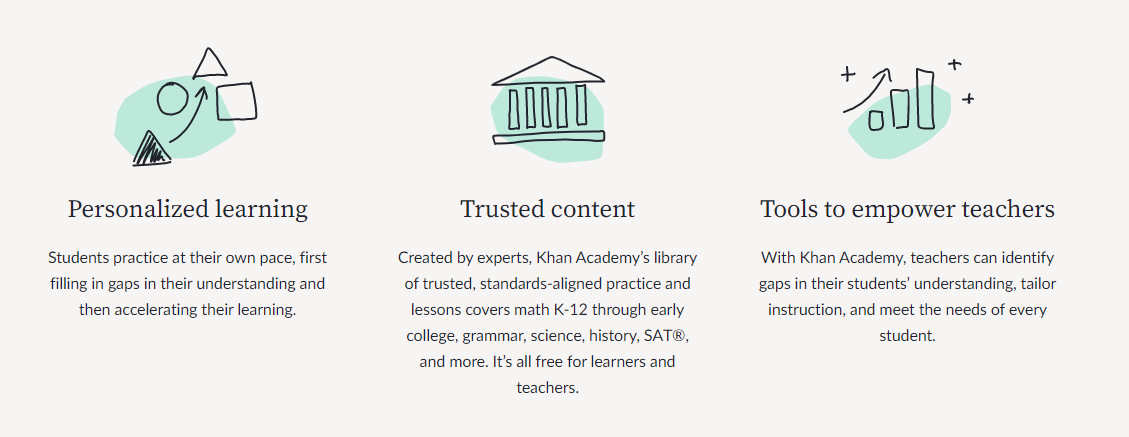 Personalized learning
Students practice at their own pace, first
filling in gaps in their understanding and
then accelerating their learning.
Trusted content
Created by experts, Khan Academy’s library
of trusted, standards-aligned practice and
lessons covers math K-12 through early
college, grammar, science, history, SAT®,
and more. It’s all free for learners and
teachers.
Tools to empower teachers
With Khan Academy, teachers can identify
gaps in their students’ understanding, tailor
instruction, and meet the needs of every
student.